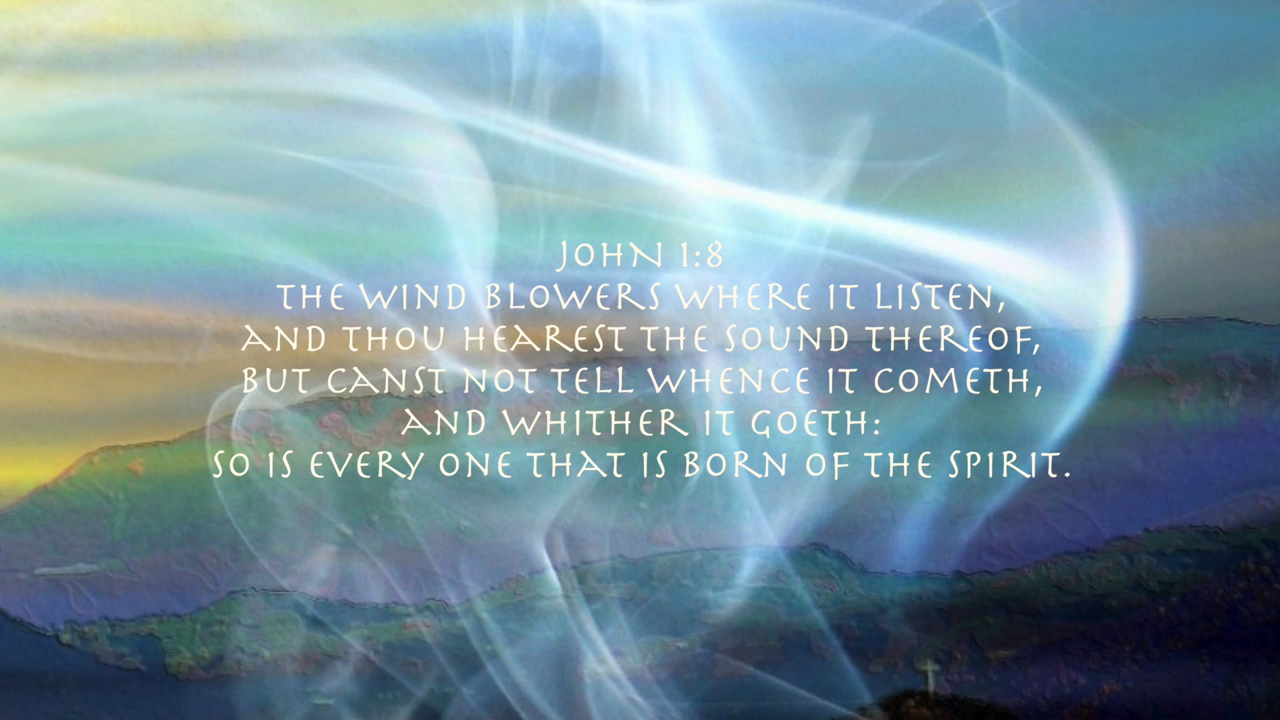 JOHN 1:8
THE WIND BLOWERS WHERE IT LISTEN,
AND THOU HEAREST THE SOUND THEREOF,
BUT CANST NOT TELL WHENCE IT COMETH,
AND WHITHER IT GOETH:
SO IS EVERY ONE THAT IS BORN OF THE SPIRIT.